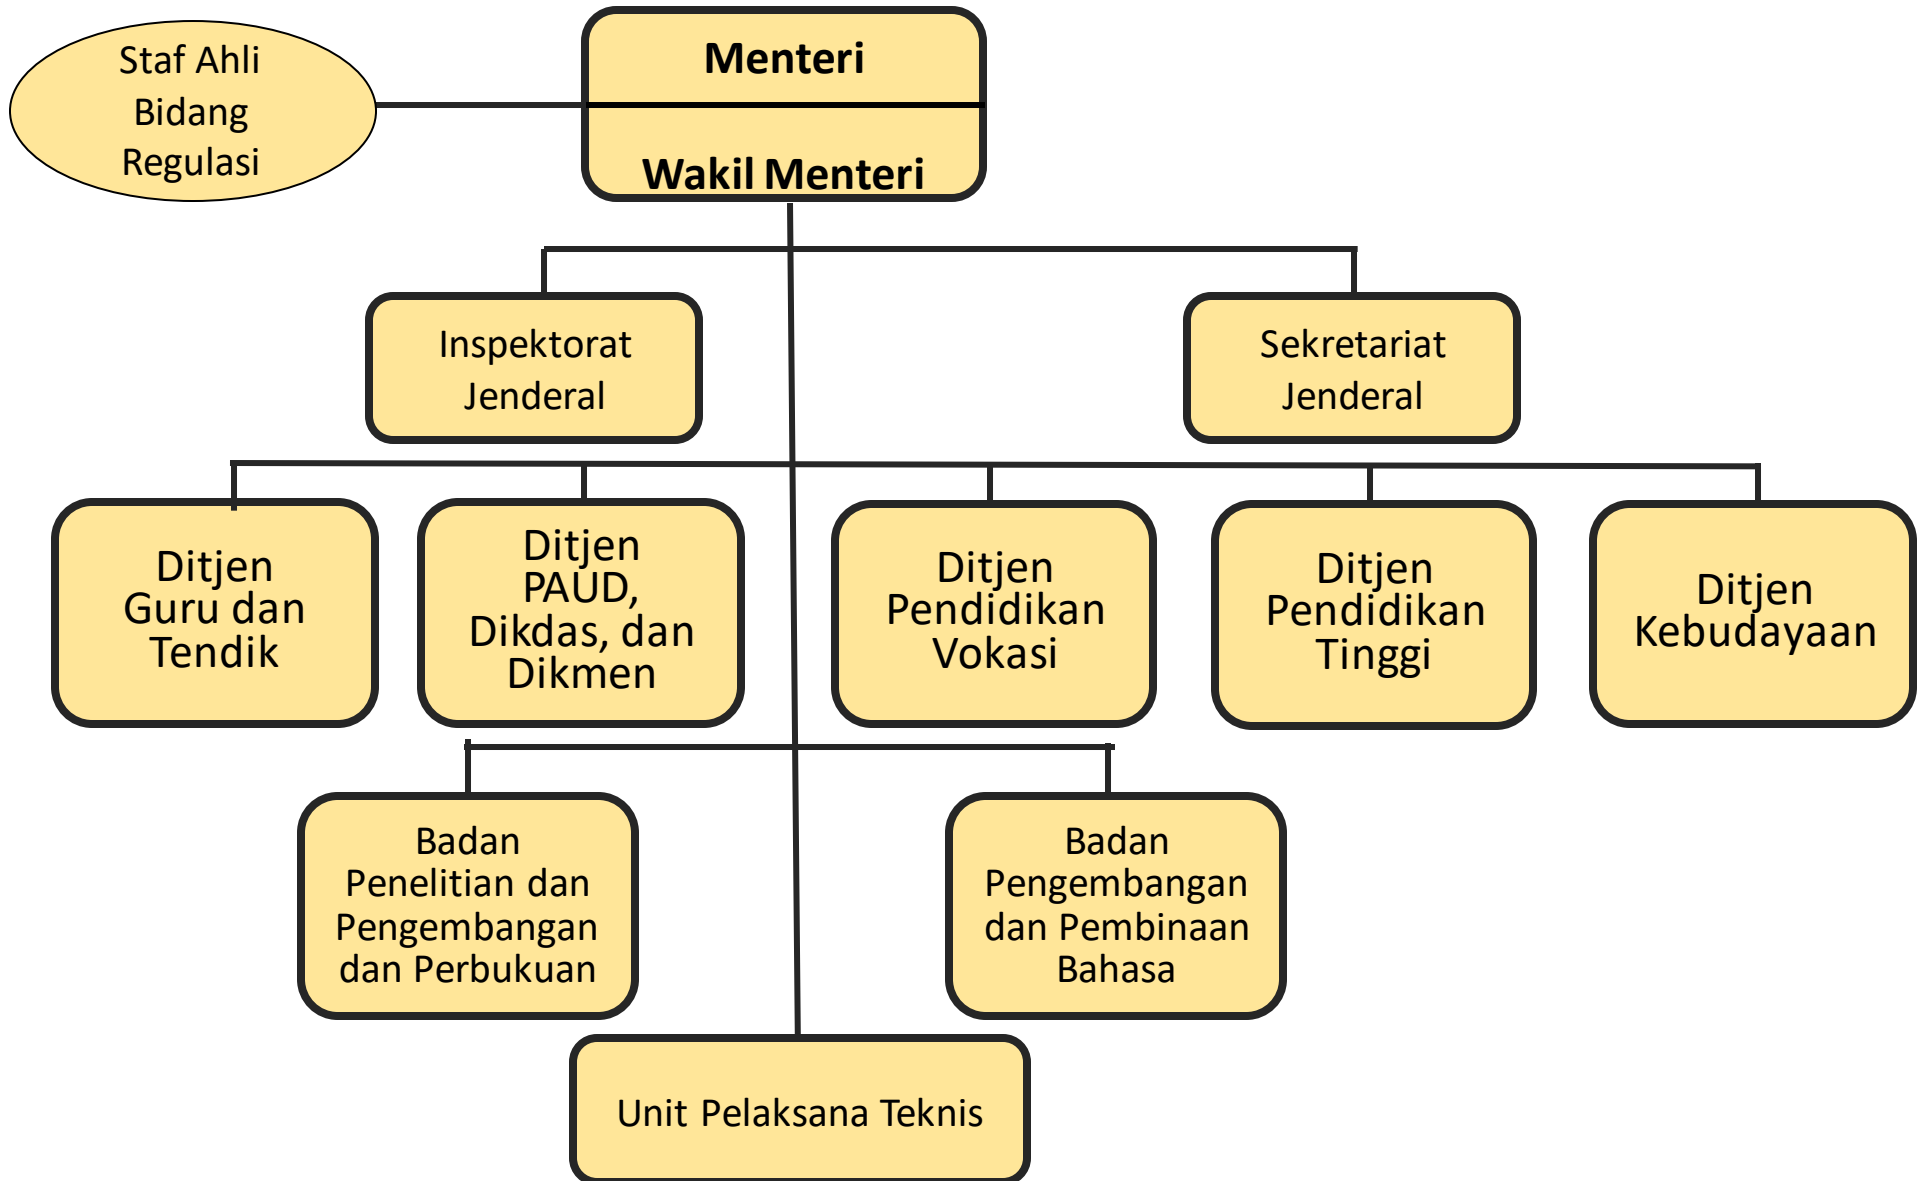 Staf Ahli
Bidang
Regulasi
Menteri
Wakil Menteri
Inspektorat
Jenderal
Sekretariat
Jenderal
Ditjen
Guru dan
Tendik
Ditjen
PAUD,
Dikdas, dan
Dikmen
Ditjen
Pendidikan
Vokasi
Ditjen
Pendidikan
Tinggi
Ditjen
Kebudayaan
Badan
Penelitian dan
Pengembangan
dan Perbukuan
Badan
Pengembangan
dan Pembinaan
Bahasa
Unit Pelaksana Teknis